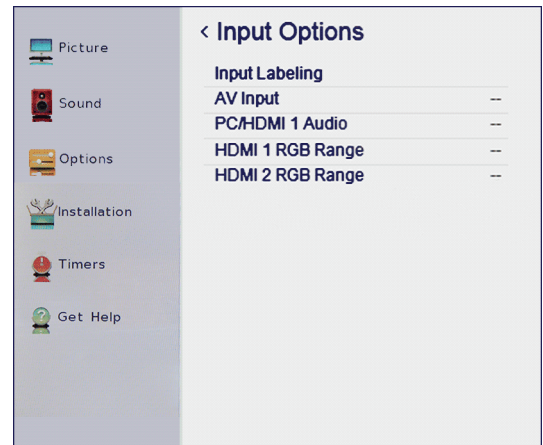 Picture
Sound
Options
Installation
Timers
Get Help
< Input Options
Input Labeling
AV Input --
PC/HDMI 1 Audio --
HDMI 1 RGB Range --
HDMI 2 RGB Range --